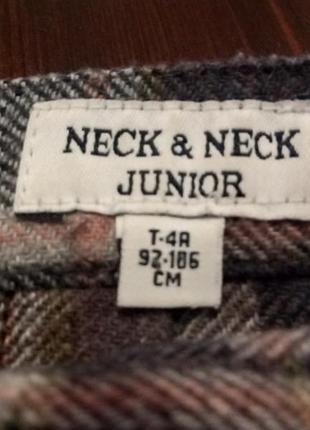 NECK & NECK
JUNIOR
T-4A
92-106
CM